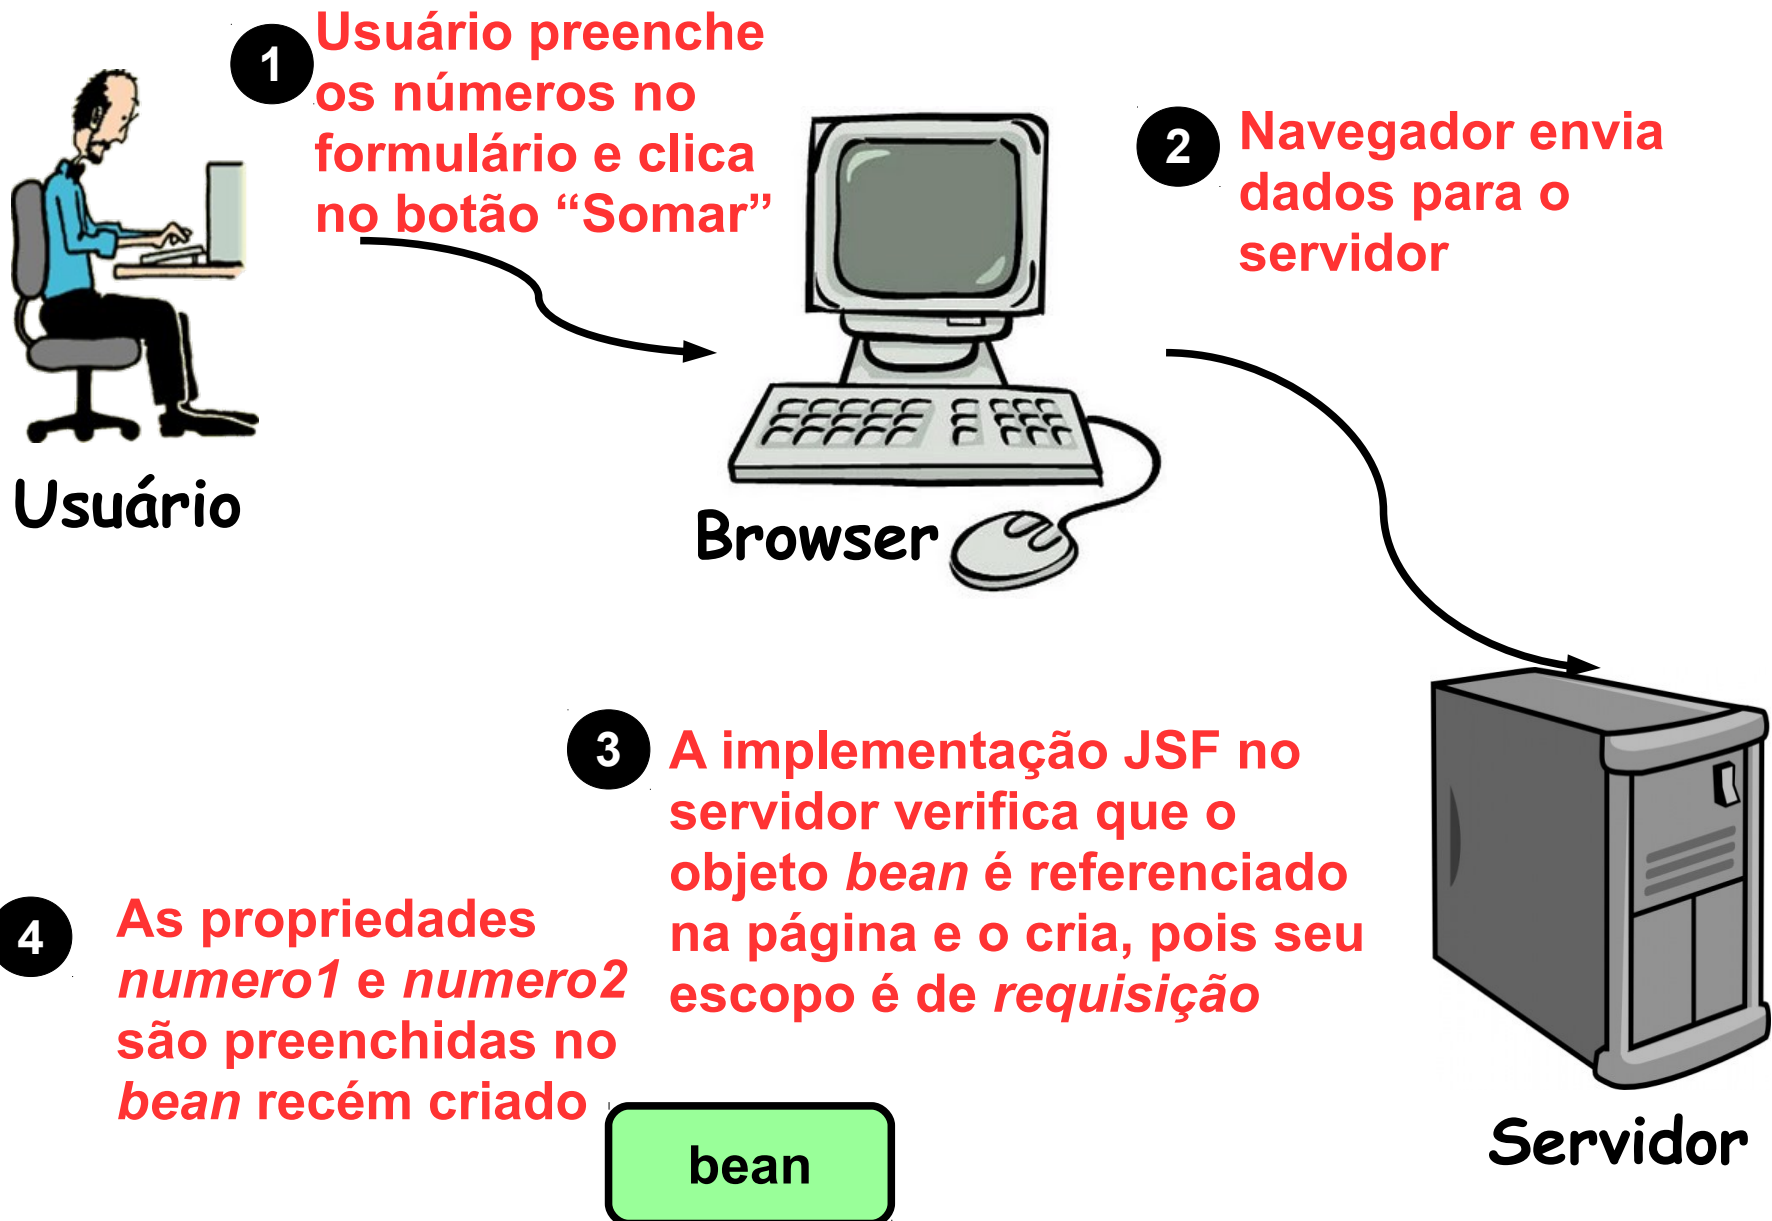 1
Usuário preenche
os números no
formulário e clica
no botão “Somar”
2
Navegador envia
dados para o
servidor
Usuário
Browser
3
A implementação JSF no
servidor verifica que o
objeto bean é referenciado
na página e o cria, pois seu
escopo é de requisição
4
As propriedades
numero1 e numero2
são preenchidas no
bean recém criado
bean
Servidor